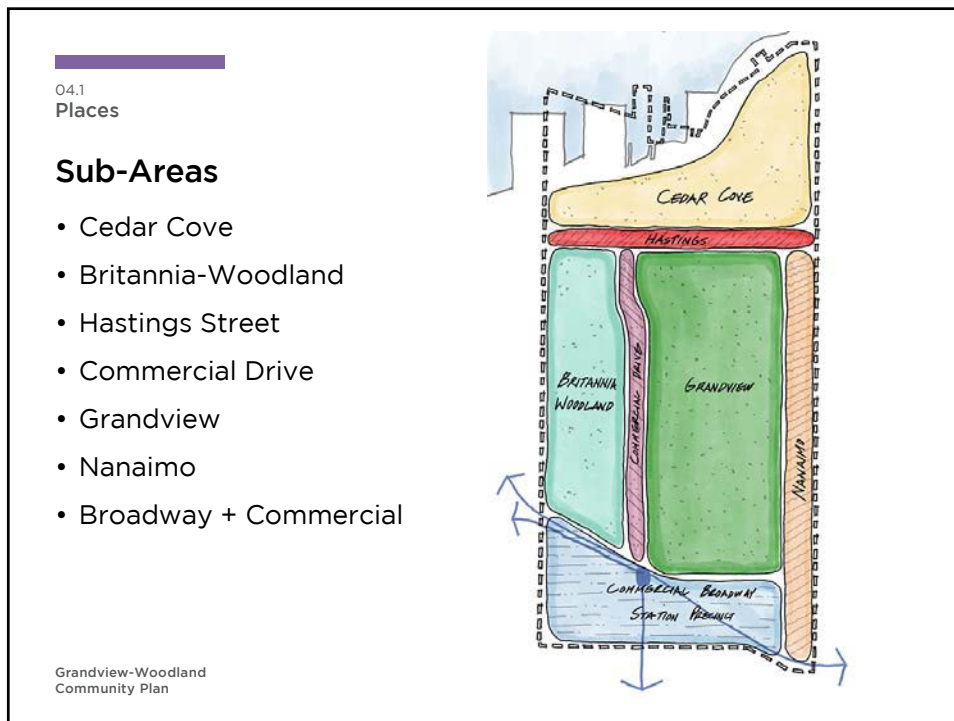 04.1
Places
Sub-Areas
• Cedar Cove
• Britannia-Woodland
• Hastings Street
• Commercial Drive
• Grandview
• Nanaimo
• Broadway + Commercial
Grandview-Woodland
Community Plan
CEDAR COVE
HASTINGS
BRITANNIA
WOODLAND
COMMERCIAL DRIVE
GRANDVIEW
NANAIMO
COMMERCIAL BROADWAY
STATION PRECINCT